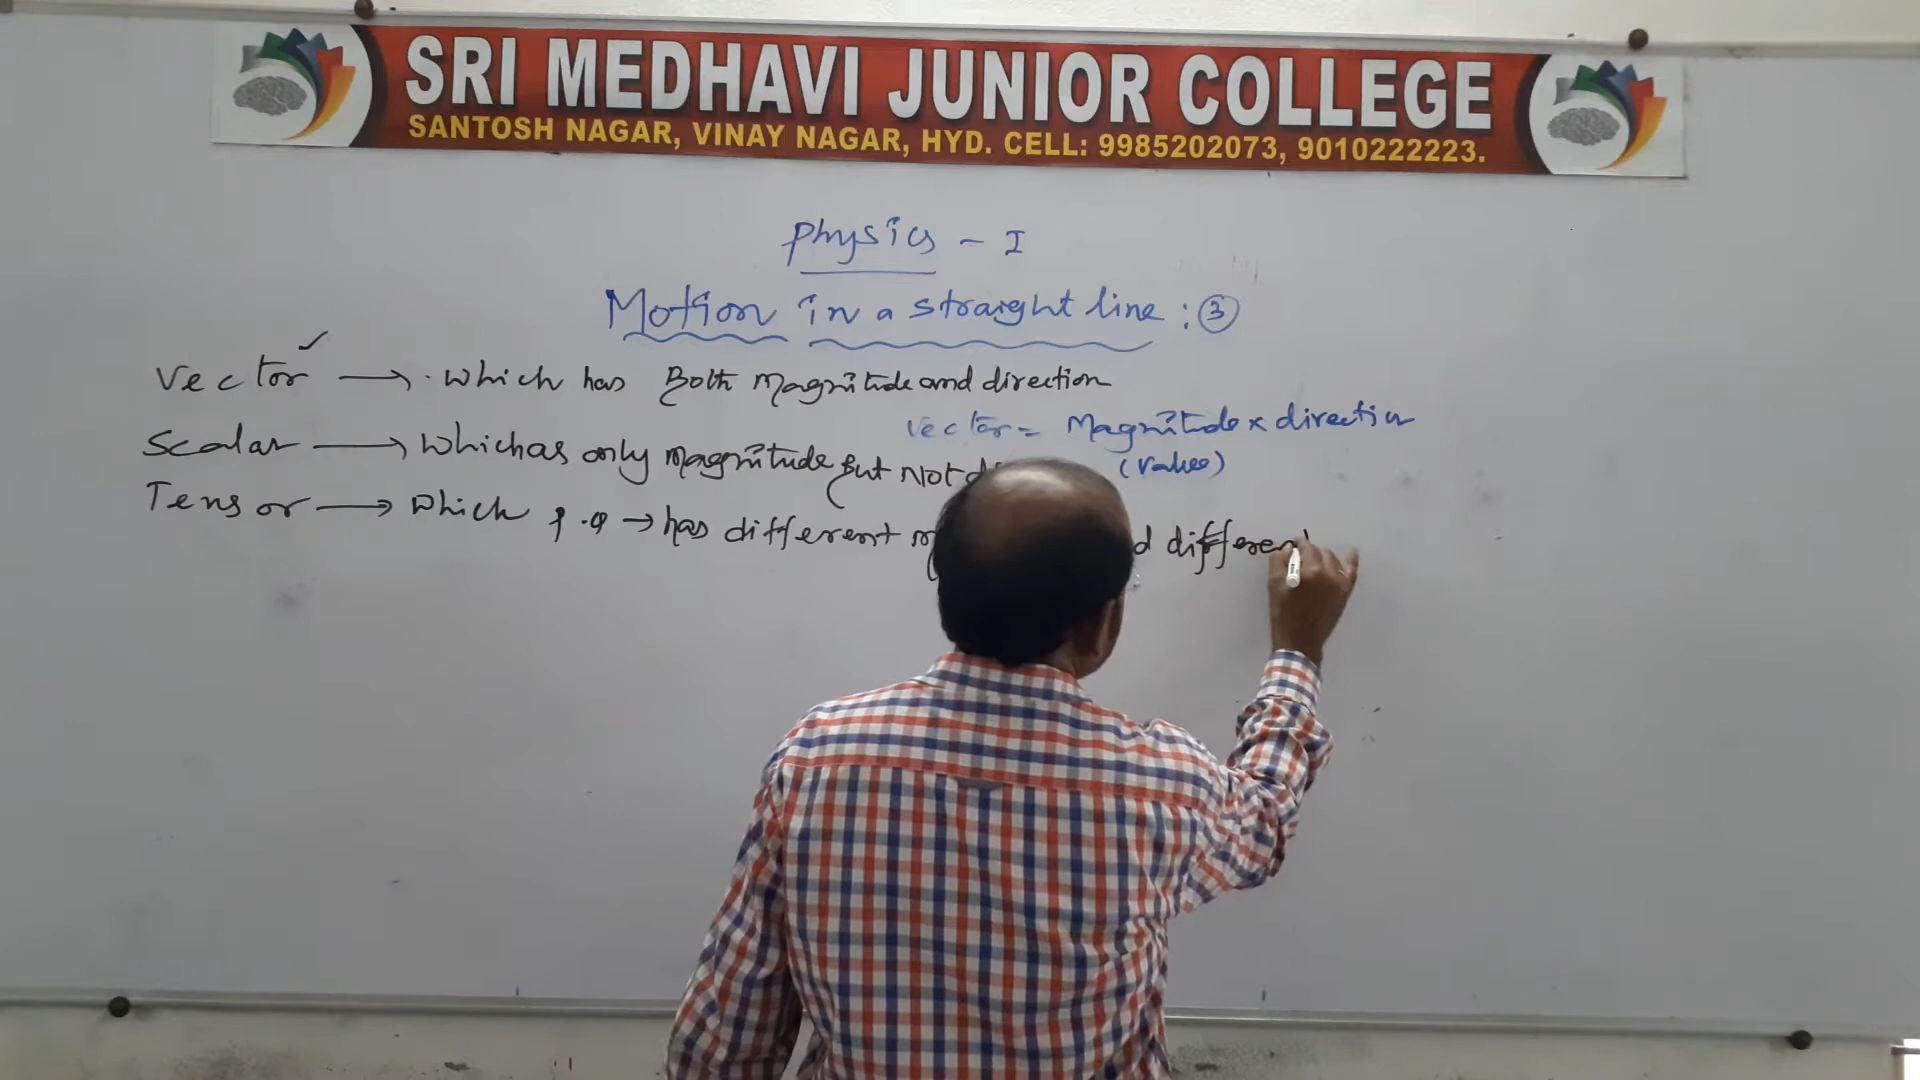 SRI MEDHAVI JUNIOR COLLEGE
SANTOSH NAGAR, VINAY NAGAR, HYD. CELL: 9985202073, 9010222223.
Physics - I
Motion in a straight line : 3
Vector → which has Both Magnitude and direction
Vector = Magnitude x direction
(value)
Scalar → which as only magnitude But Not
Tensor → which P.Q → has different different